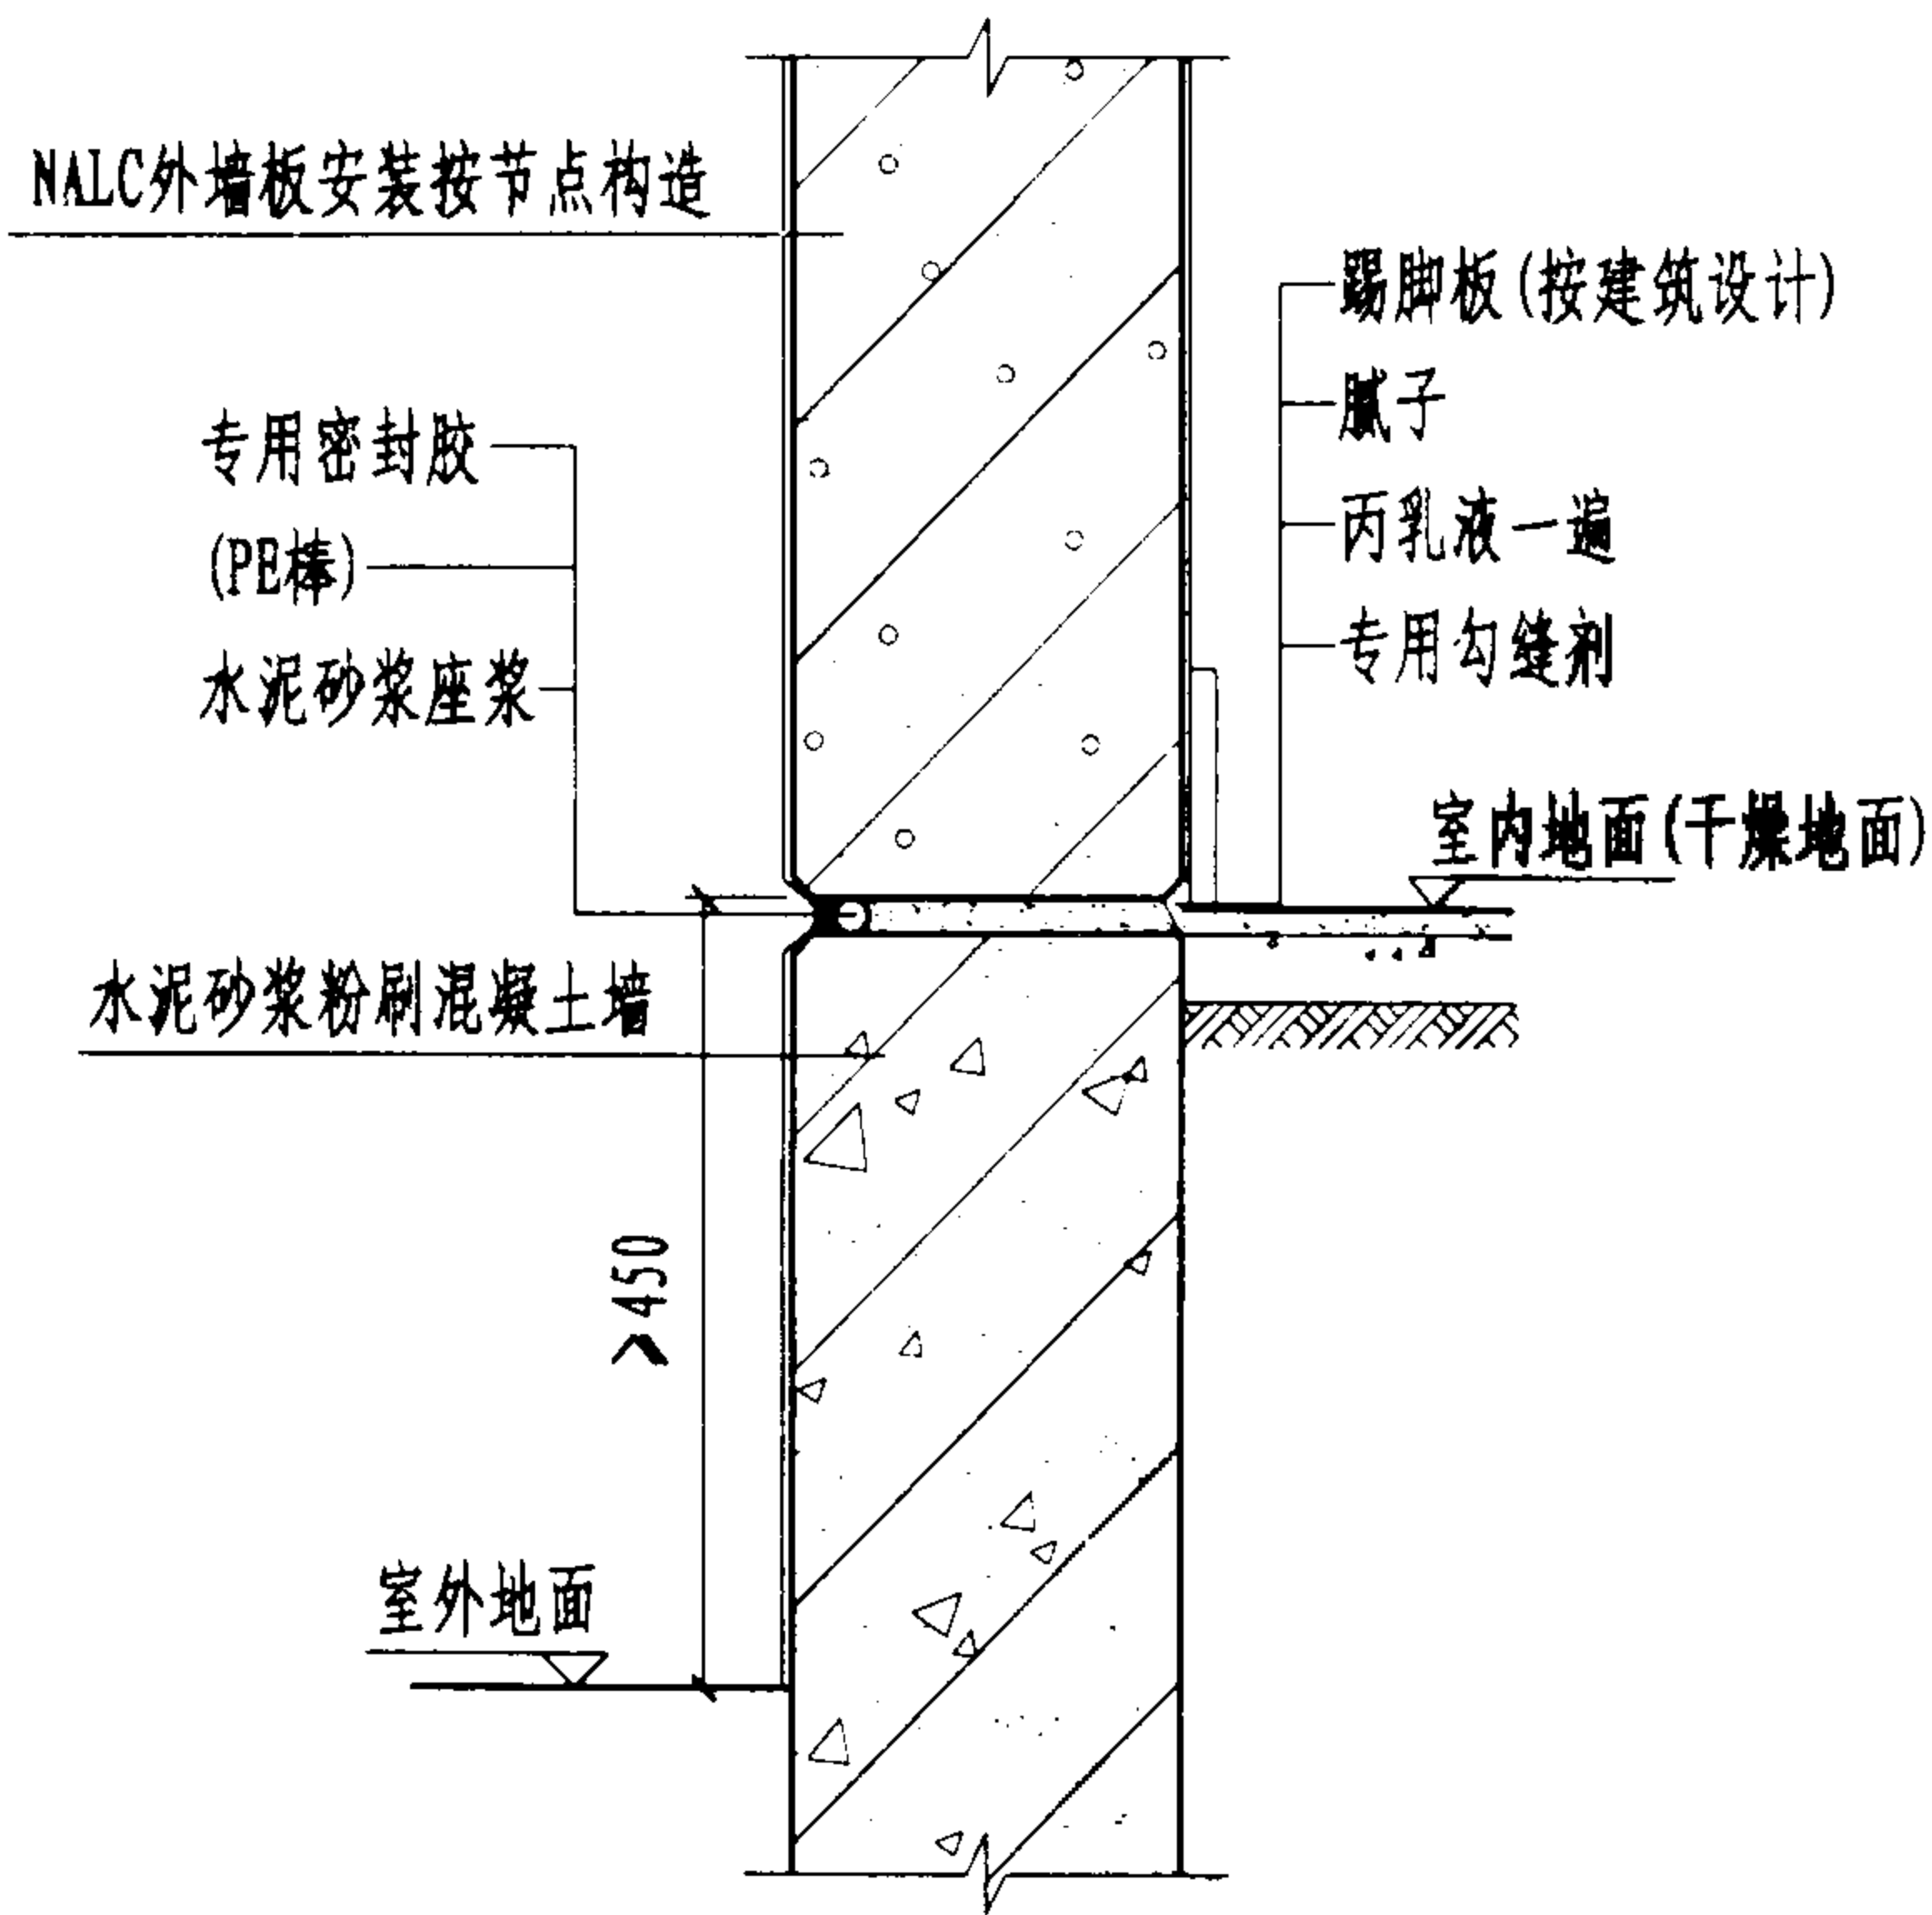 NALC外墙板安装按节点构造
踢脚板(按建筑设计)
腻子
专用密封胶
丙乳液一遍
(PE棒)
专用勾缝剂
水泥砂浆座浆
室内地面(干燥地面)
水泥砂浆粉刷混凝土墙
>450
室外地面